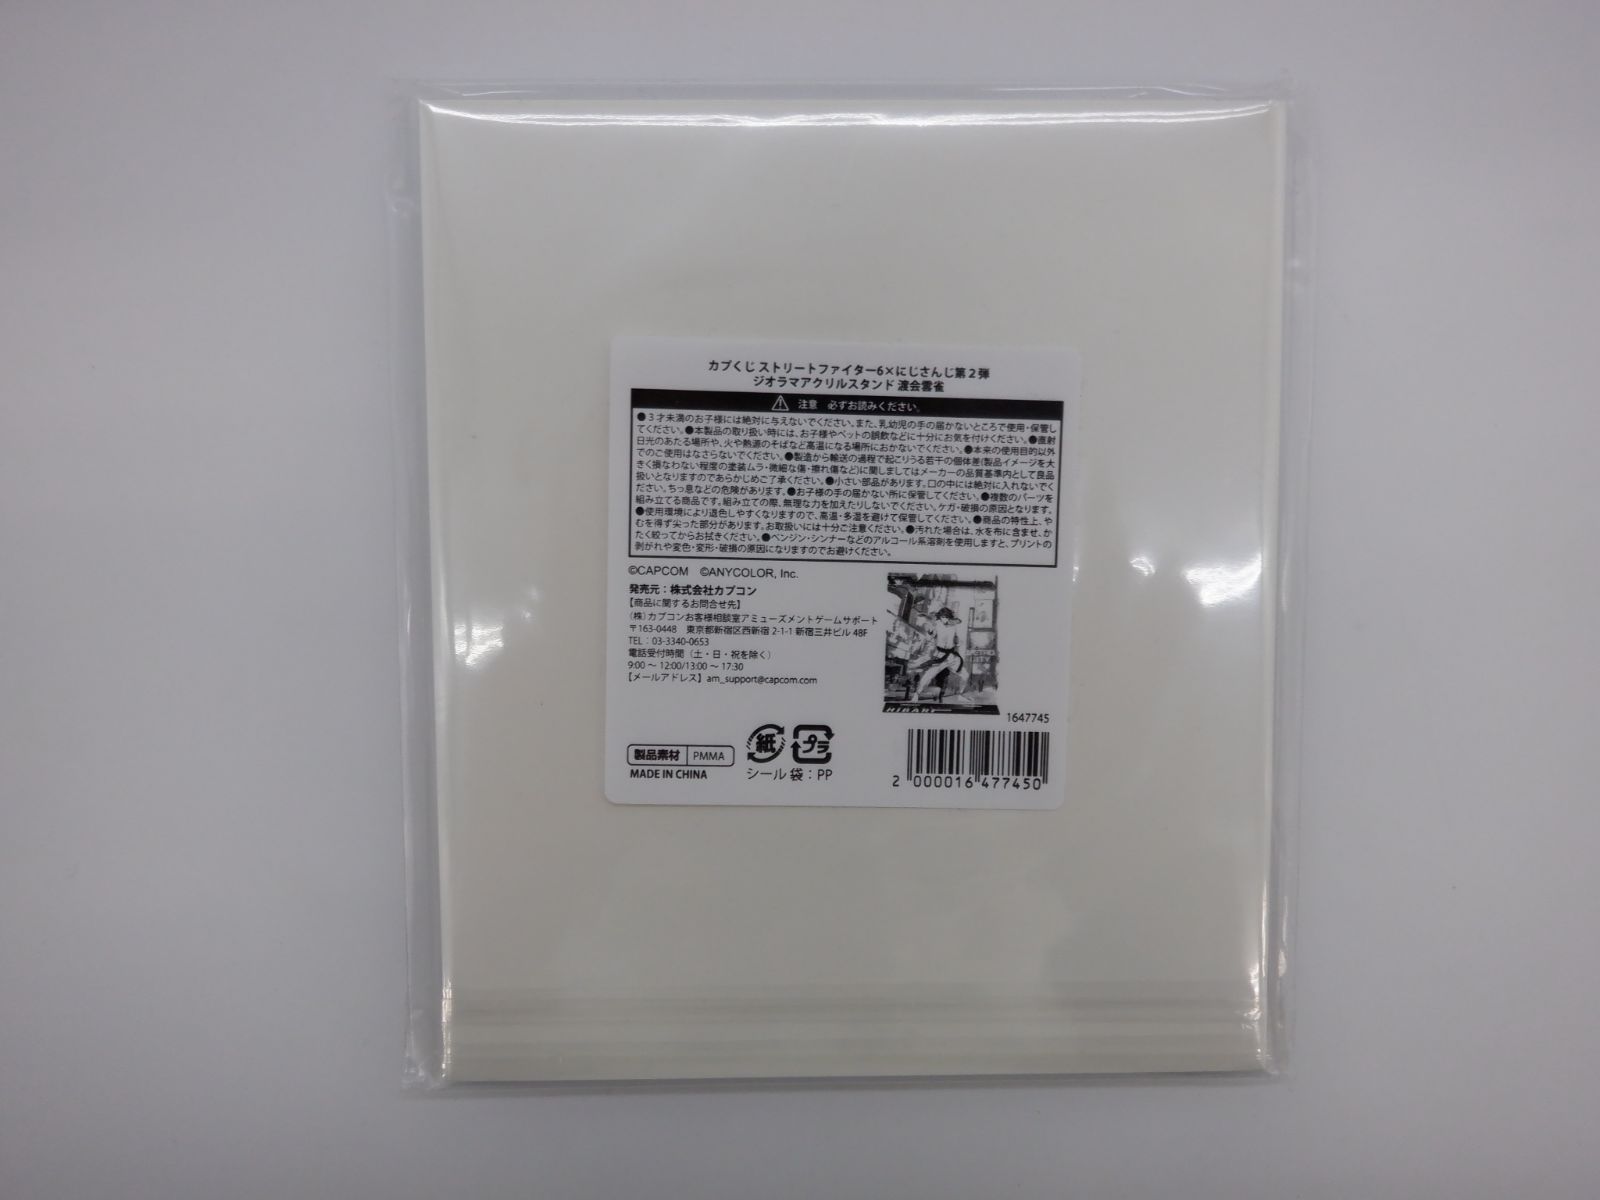 カプくじ ストリートファイター6×にじさんじ第2弾
ジオラマアクリルスタンド 渡会雲雀
注意 必ずお読みください。
●3才未満のお子様には絶対に与えないでください。また、乳幼児の手の届かないところで使用・保管し
てください。●本製品の取り扱い時には、お子様やペットの誤飲などに十分にお気を付けください。●直射
日光のあたる場所や、火や熱源のそばなど高温になる場所におかないでください。●本来の使用目的以外
でのご使用はなさらないでください。●製造から輸送の過程で起こりうる若干の個体差(製品イメージを大
きく損なわない程度の塗装ムラ・微細な傷・擦れ傷など)に関しましてはメーカーの品質基準内として良品
扱いとなりますのであらかじめご了承ください。●小さい部品があります。口の中には絶対に入れないでく
ださい。ちっ息などの危険があります。●お子様の手の届かない所に保管してください。●複数のパーツを
組み立てる商品です。組み立ての際、無理な力を加えたりしないでください。ケガ・破損の原因となります。
●使用環境により退色しやすくなりますので、高温・多湿を避けて保管してください。●商品の特性上、や
むを得ず尖った部分があります。お取扱いには十分ご注意ください。●汚れた場合は、水を布に含ませ、か
たく絞ってからお拭きください。●ベンジン・シンナーなどのアルコール系溶剤を使用しますと、プリントの
剥がれや変色・変形・破損の原因になりますのでお避けください。
©CAPCOM ©ANYCOLOR, Inc.
発売元：株式会社カプコン
【商品に関するお問合せ先】
(株)カプコンお客様相談室アミューズメントゲームサポート
〒163-0448 東京都新宿区西新宿 2-1-1 新宿三井ビル 48F
TEL：03-3340-0653
電話受付時間（土・日・祝を除く）
9:00 〜 12:00/13:00 〜 17:30
【メールアドレス】am_support@capcom.com
HIBARI
1647745
製品素材 PMMA
MADE IN CHINA
紙 プラ
シール 袋：PP
2 000016 477450